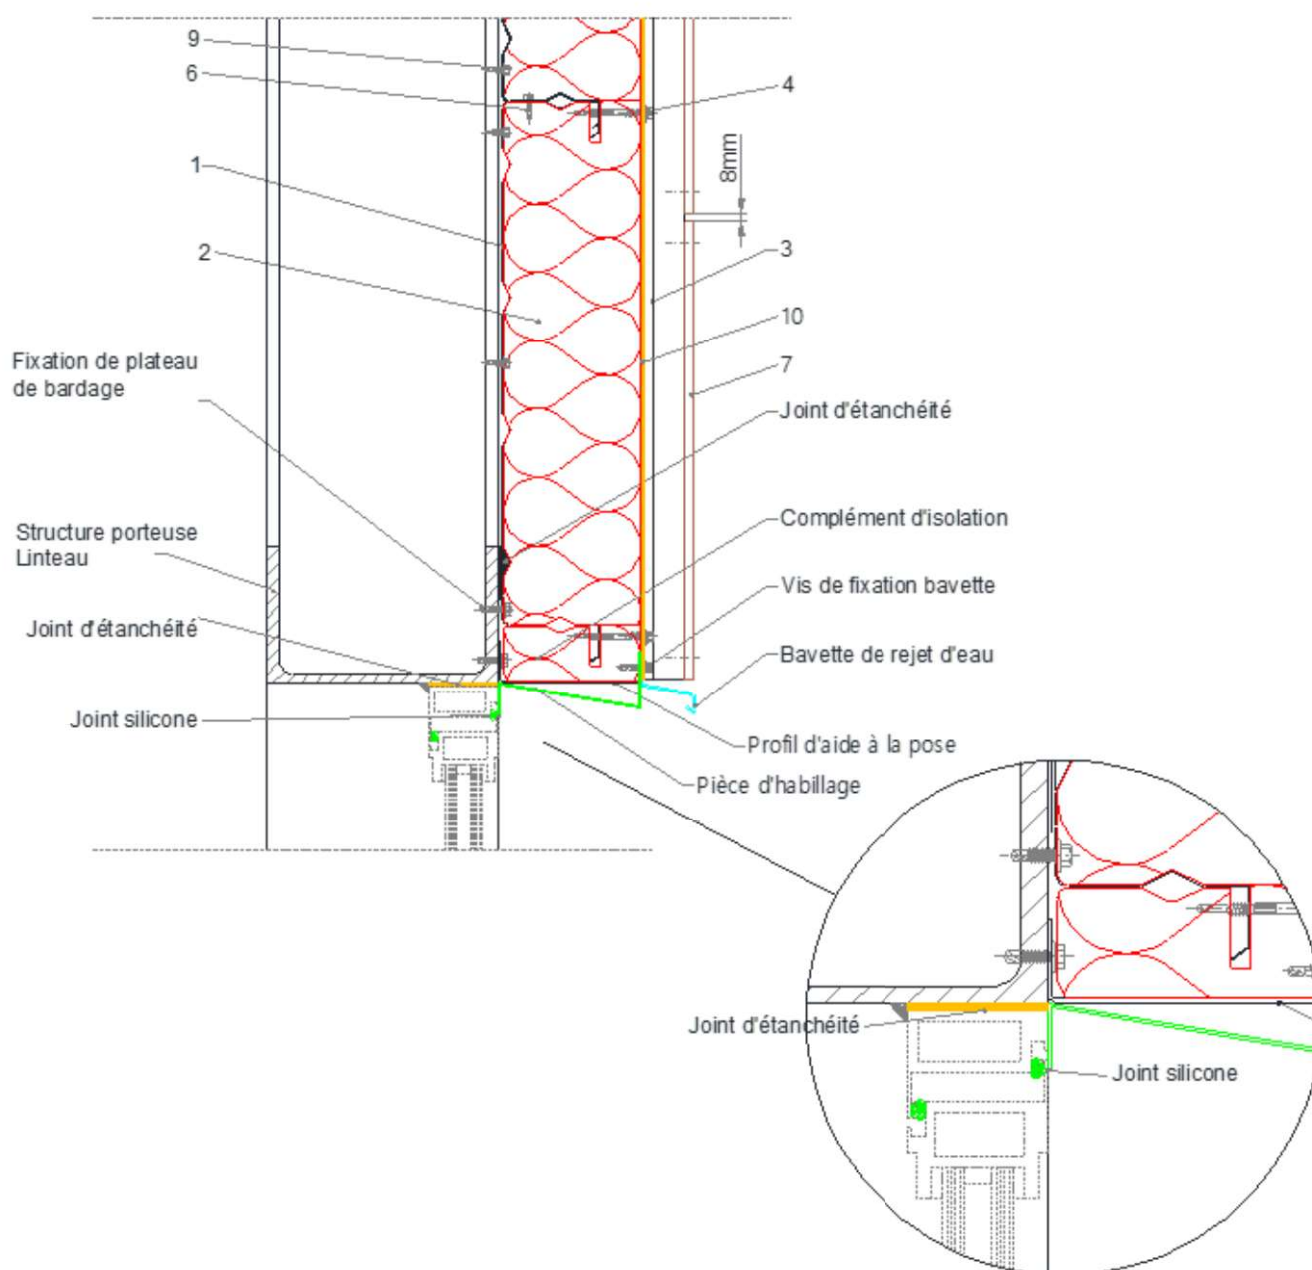 9
6
4
8mm
1
2
3
10
Fixation de plateau
de bardage
7
Joint d'étanchéité
Complément d'isolation
Structure porteuse
Linteau
Vis de fixation bavette
Joint d'étanchéité
Bavette de rejet d'eau
Joint silicone
Profil d'aide à la pose
Pièce d'habillage
Joint d'étanchéité
Joint silicone